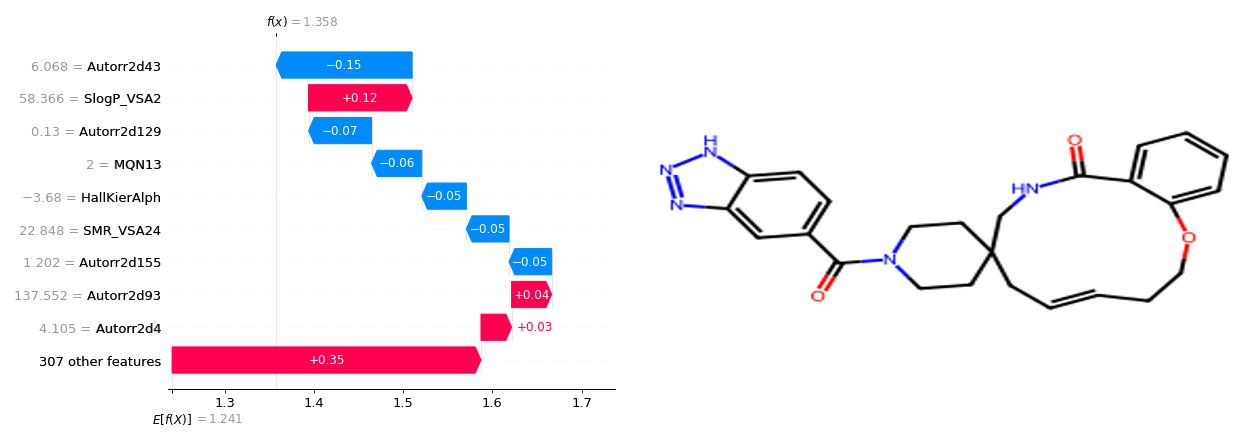 f(x) = 1.358
6.068 = Autorr2d43
−0.15
58.366 = SlogP_VSA2
+0.12
0.13 = Autorr2d129
−0.07
2 = MQN13
−0.06
−3.68 = HallKierAlph
−0.05
22.848 = SMR_VSA24
−0.05
1.202 = Autorr2d155
−0.05
137.552 = Autorr2d93
+0.04
4.105 = Autorr2d4
+0.03
307 other features
+0.35
1.3 1.4 1.5 1.6 1.7
E[f(X)] = 1.241
H
N
N
N
O
N
HN
O
O